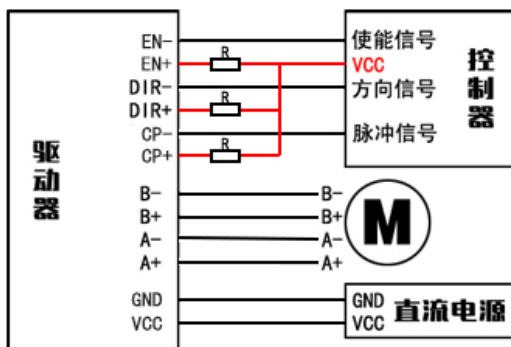 EN- 使能信号
EN+ R VCC
DIR- 方向信号
DIR+ R
CP- 脉冲信号
CP+ R
驱动器
控制器
B- B-
B+ B+
A- A-
A+ A+
M
GND GND
VCC VCC
直流电源